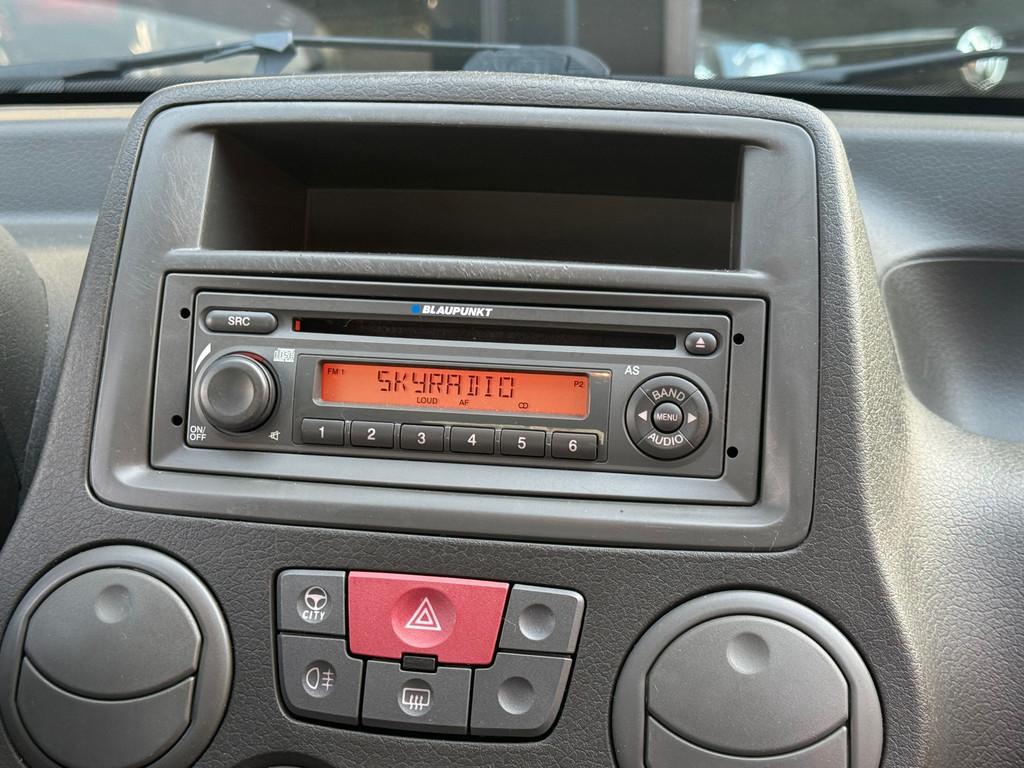 BLAUPUNKT
SRC
AS
FM 1 SKYRADIO P2
LOUD AF CD
BAND
MENU
AUDIO
ON/
OFF
1 2 3 4 5 6
CITY